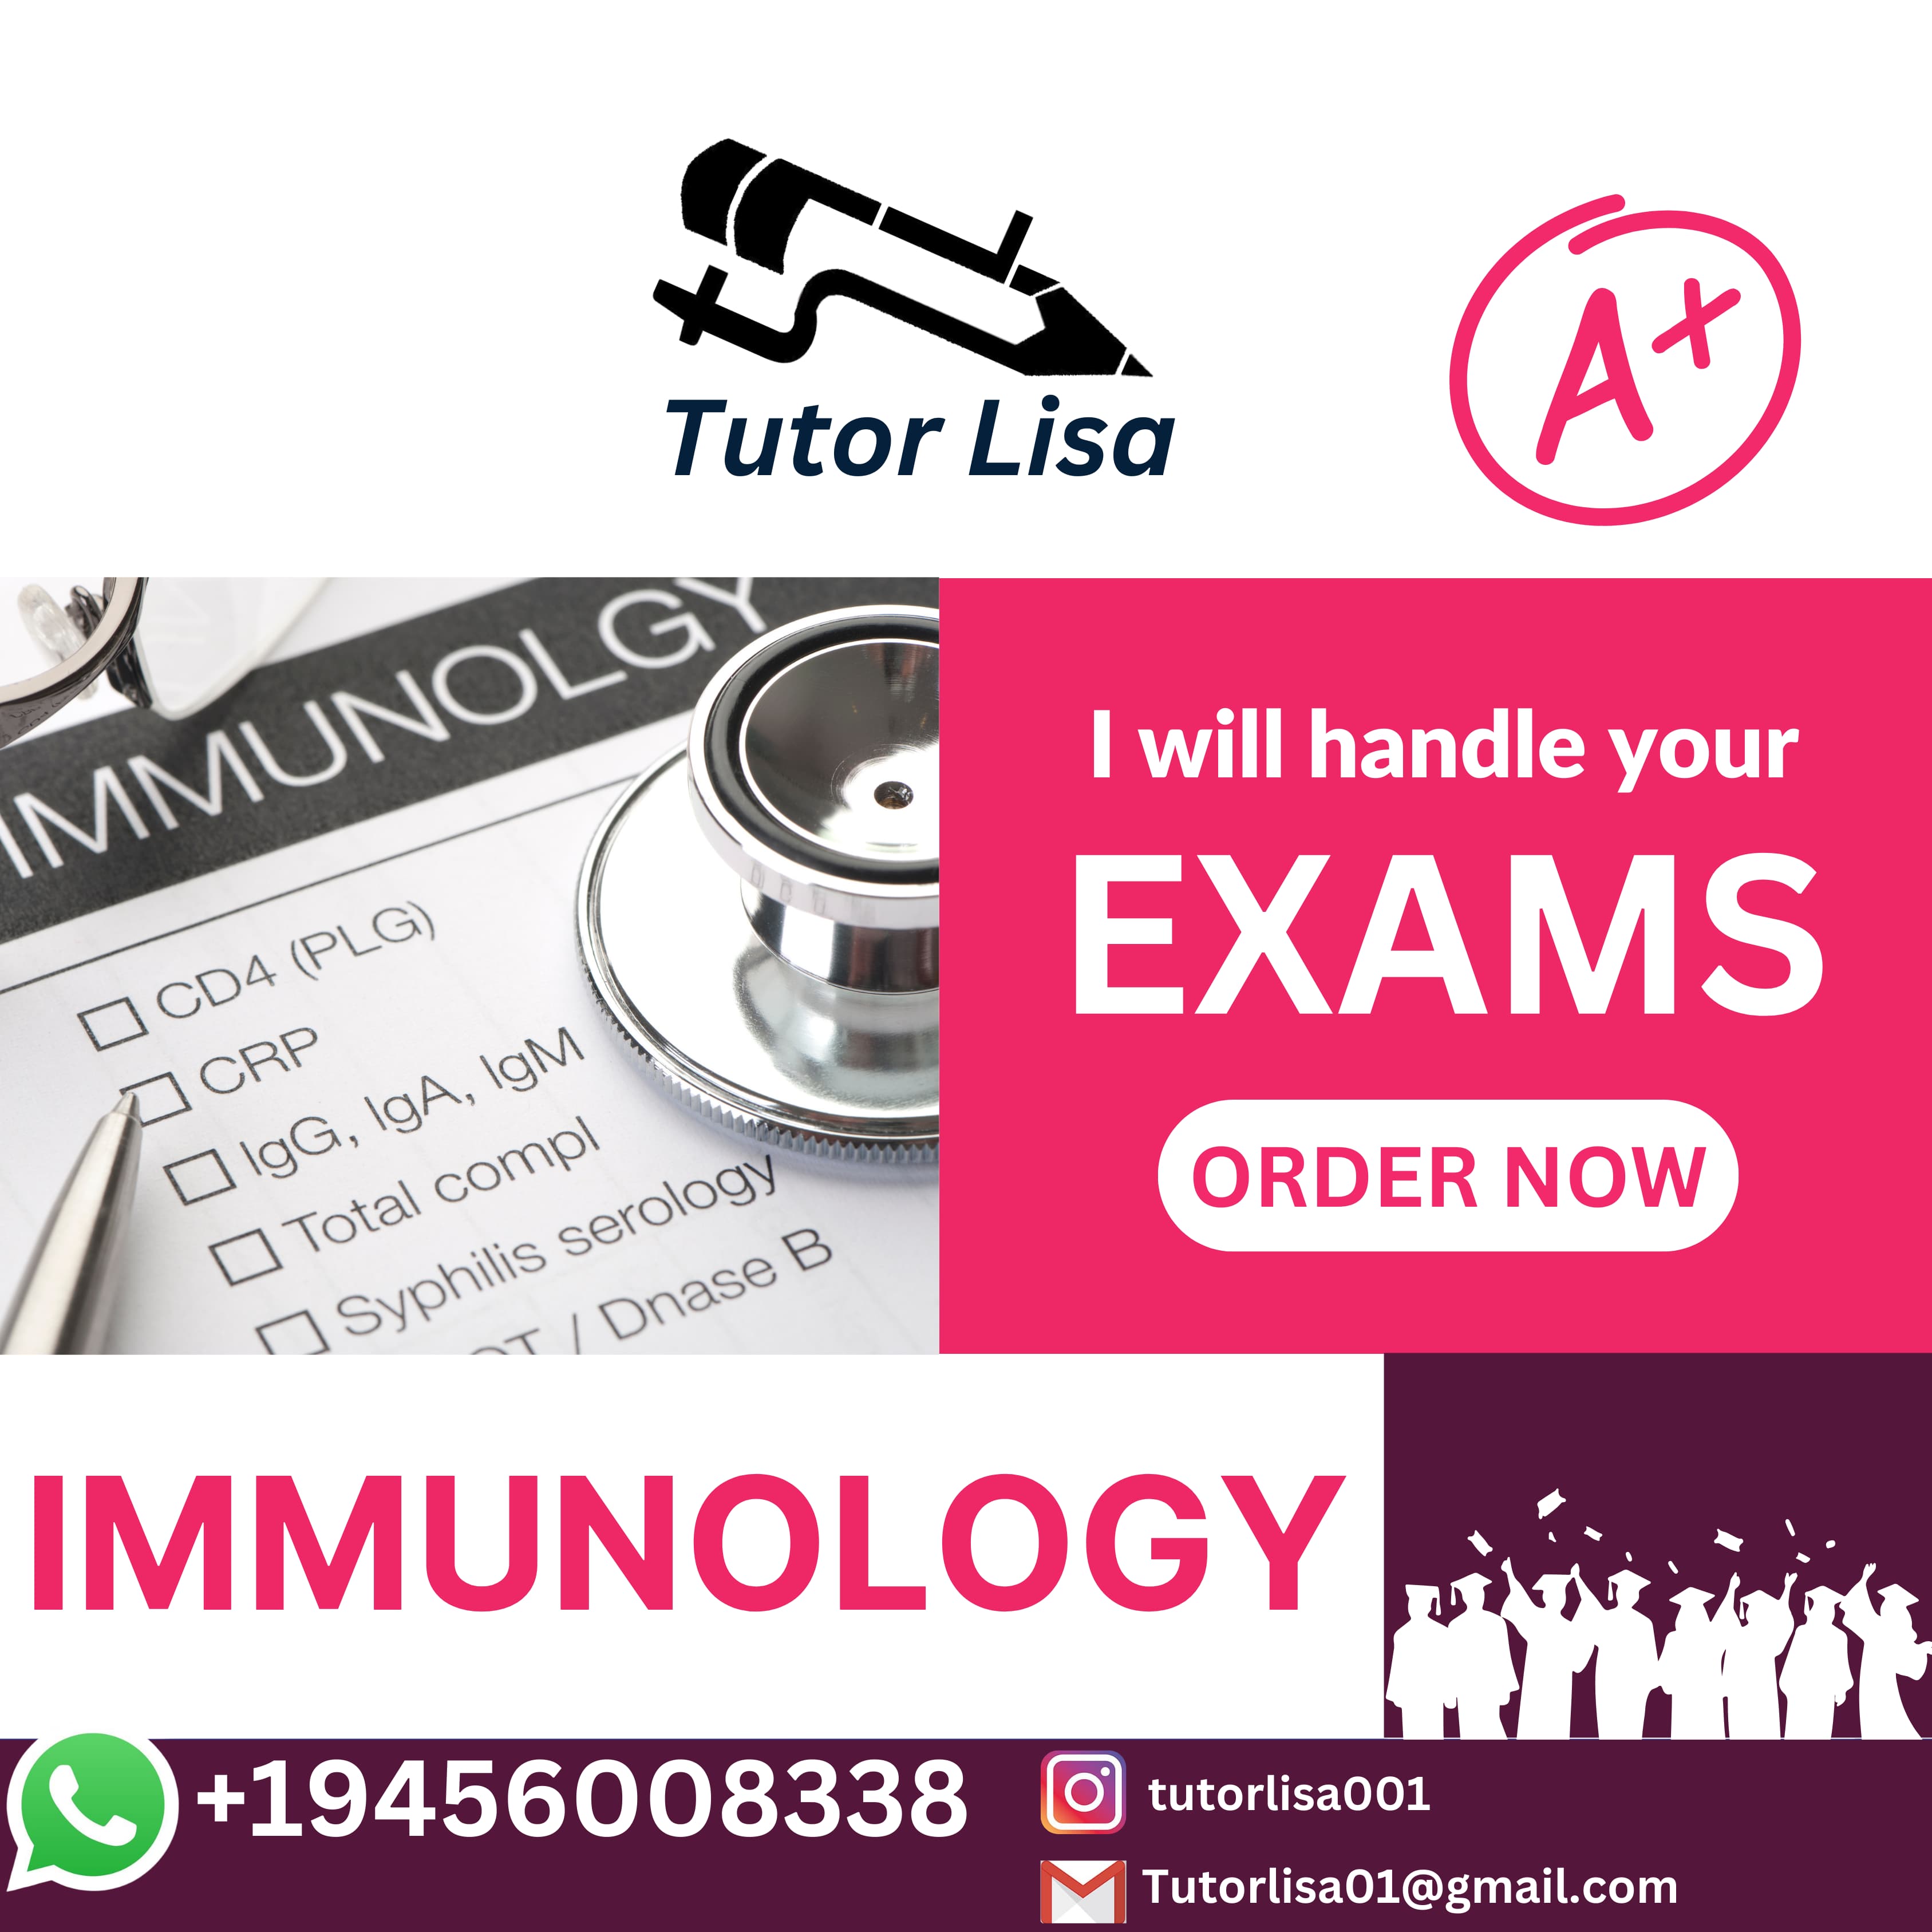 Tutor Lisa
A+
IMMUNOLGY
CD4 (PLG)
CRP
IgG, IgA, IgM
Total compl
Syphilis serology
/ Dnase B
I will handle your
EXAMS
ORDER NOW
IMMUNOLOGY
+19456008338
tutorlisa001
Tutorlisa01@gmail.com